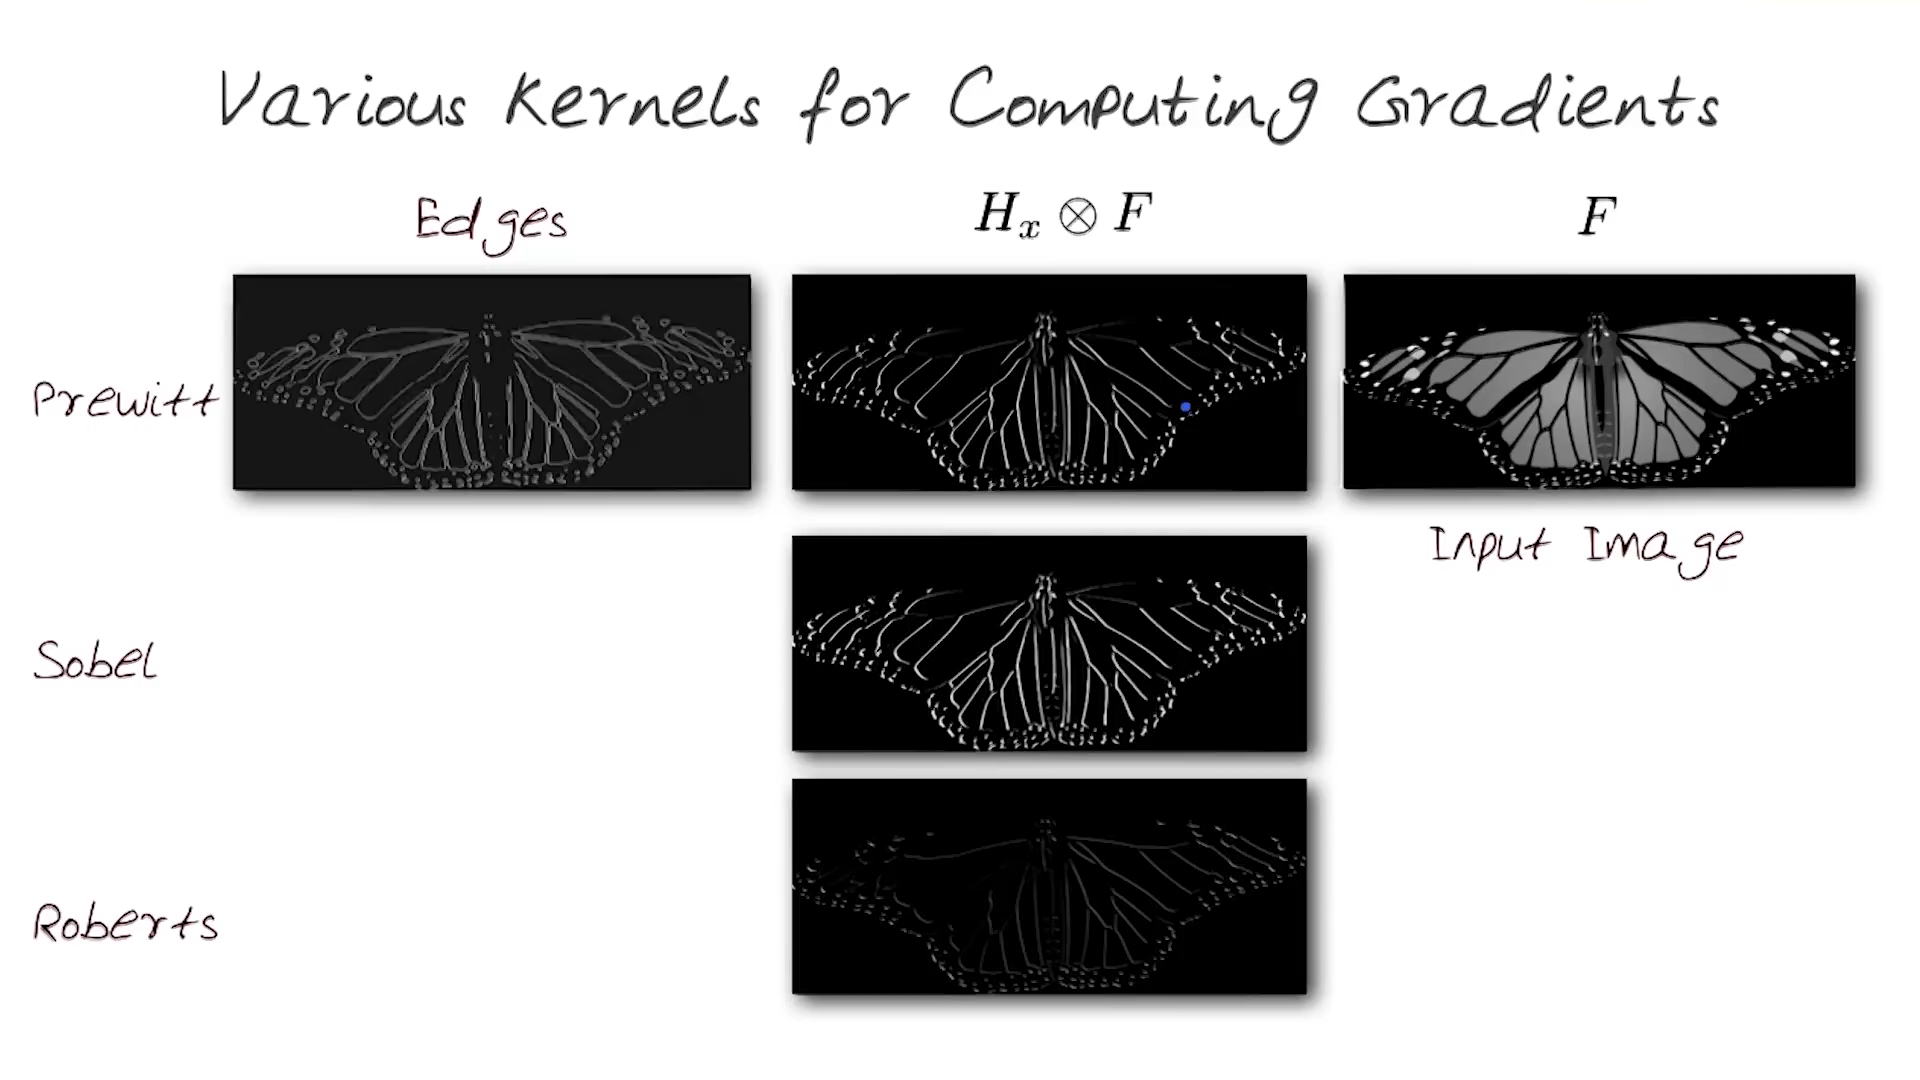 Various Kernels for Computing Gradients
Edges
H_x ⊗ F
F
Prewitt
Input Image
Sobel
Roberts